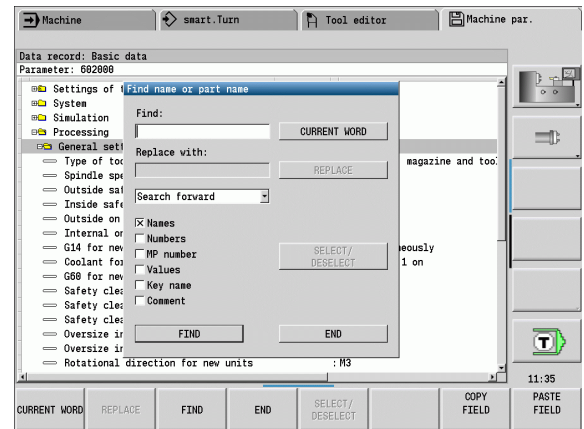 Machine
smart.Turn
Tool editor
Machine par.
Data record: Basic data
Parameter: 602000
Settings of
System
Simulation
Processing
General sett
Type of too
magazine and tool
Spindle spe
Outside saf
Inside safe
Outside on
Internal on
G14 for new
eously
Coolant for
1 on
G60 for new
Safety clea
Safety clea
Safety clea
Oversize in
Oversize in
Rotational direction for new units : M3
Find name or part name
Find:
CURRENT WORD
Replace with:
REPLACE
Search forward
Names
Numbers
MP number
Values
Key name
Comment
SELECT/
DESELECT
FIND
END
T
11:35
CURRENT WORD
REPLACE
FIND
END
SELECT/
DESELECT
COPY
FIELD
PASTE
FIELD